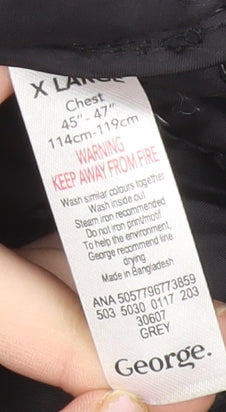 X LARGE
Chest
45" - 47"
114cm-119cm
WARNING
KEEP AWAY FROM FIRE
Wash similar colours together
Wash inside out
Steam iron recommended
Do not iron print/motif
To help the environment,
George recommend line
drying
Made in Bangladesh
ANA 5057796773859
503 5030 0117 203
30607
GREY
George.